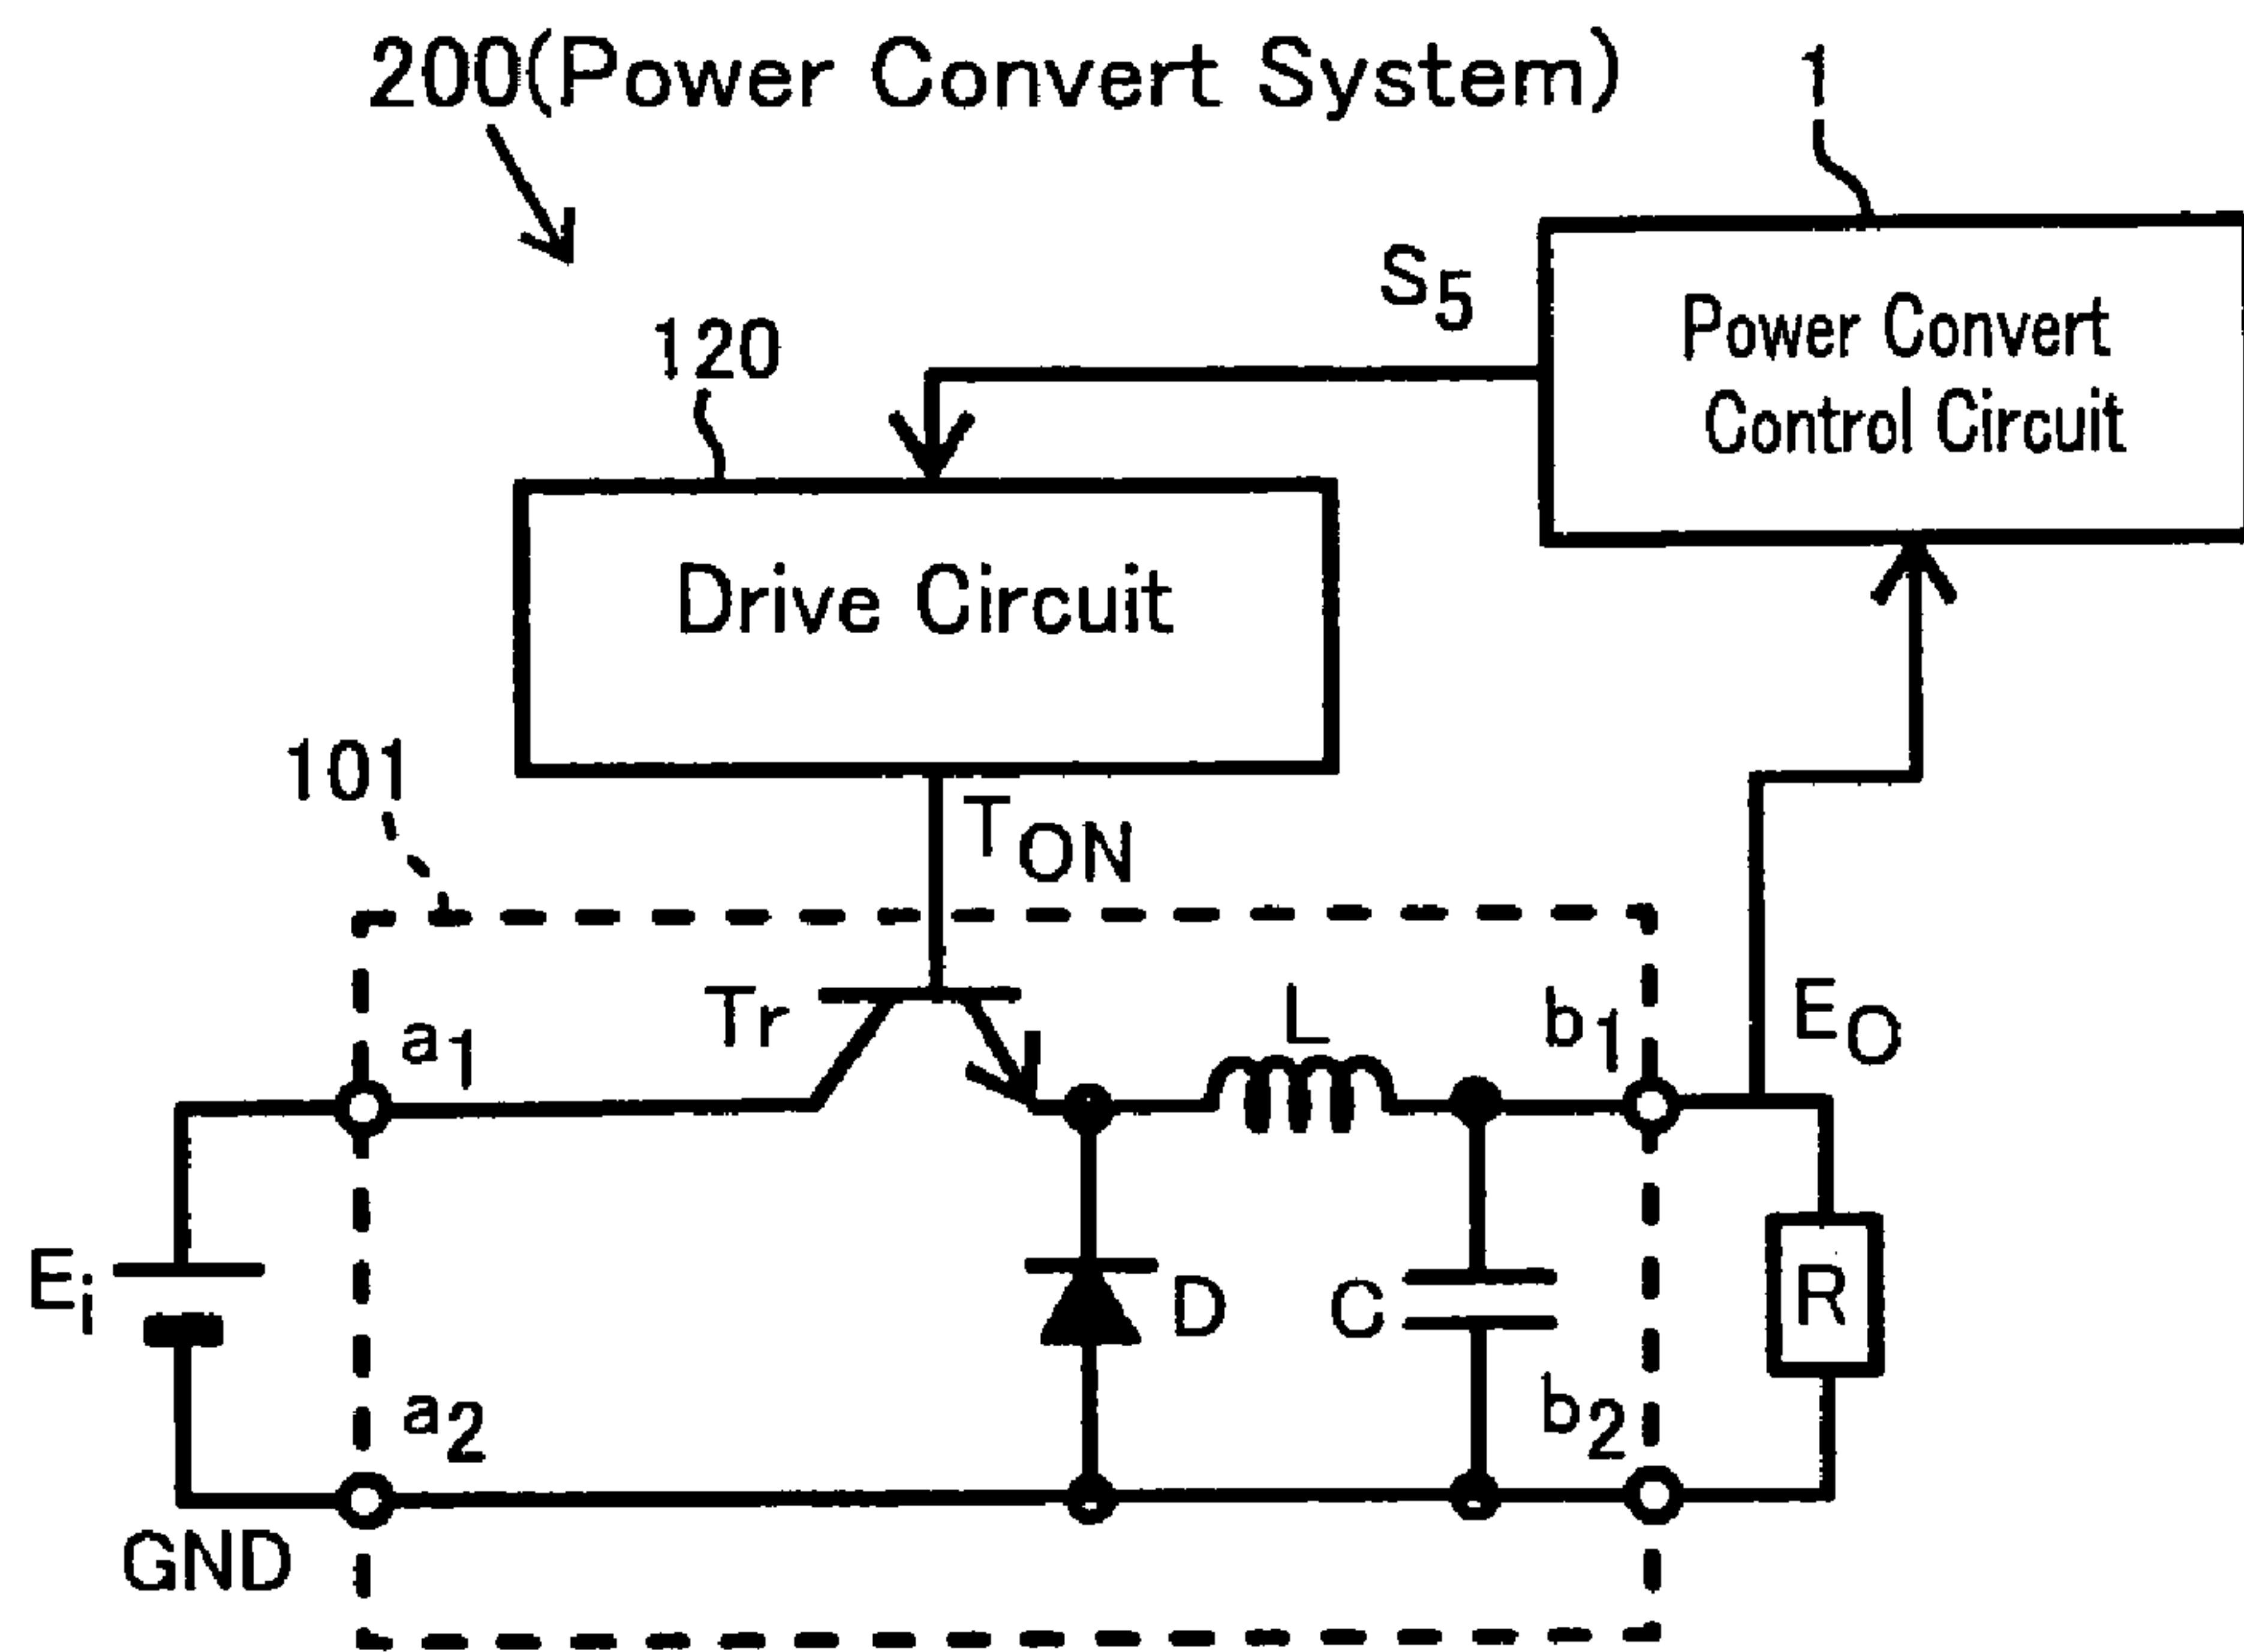 200(Power Convert System)
1
S5
Power Convert
Control Circuit
120
Drive Circuit
101
TON
Tr
L
a1
b1
EO
Ei
D
C
R
a2
b2
GND